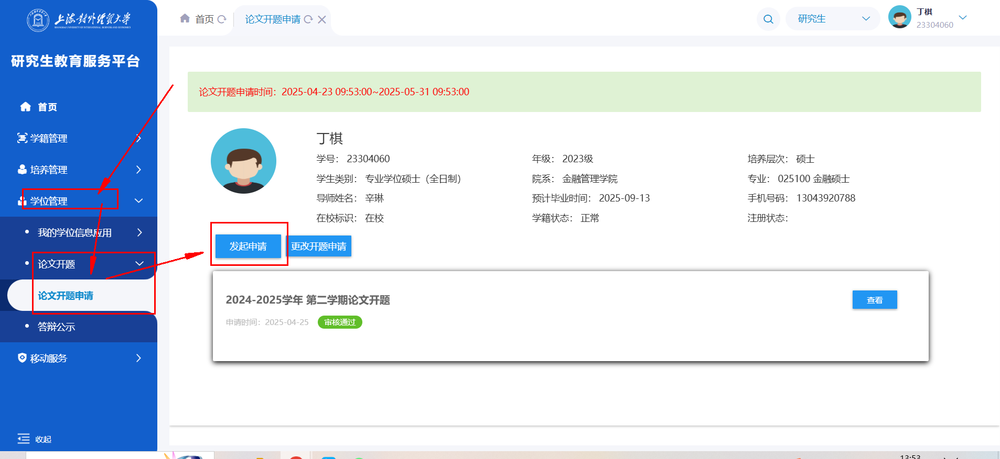 上海对外经贸大学
SHANGHAI UNIVERSITY OF INTERNATIONAL BUSINESS AND ECONOMICS
研究生教育服务平台
首页
学籍管理
培养管理
学位管理
我的学位信息应用
论文开题
论文开题申请
答辩公示
移动服务
收起
首页 论文开题申请
研究生
丁棋
23304060
论文开题申请时间：2025-04-23 09:53:00~2025-05-31 09:53:00
丁棋
学号： 23304060 年级： 2023级 培养层次： 硕士
学生类别： 专业学位硕士（全日制） 院系： 金融管理学院 专业： 025100 金融硕士
导师姓名： 辛琳 预计毕业时间： 2025-09-13 手机号码： 13043920788
在校标识： 在校 学籍状态： 正常 注册状态：
发起申请 更改开题申请
2024-2025学年 第二学期论文开题 查看
申请时间：2025-04-25 审核通过
13:53